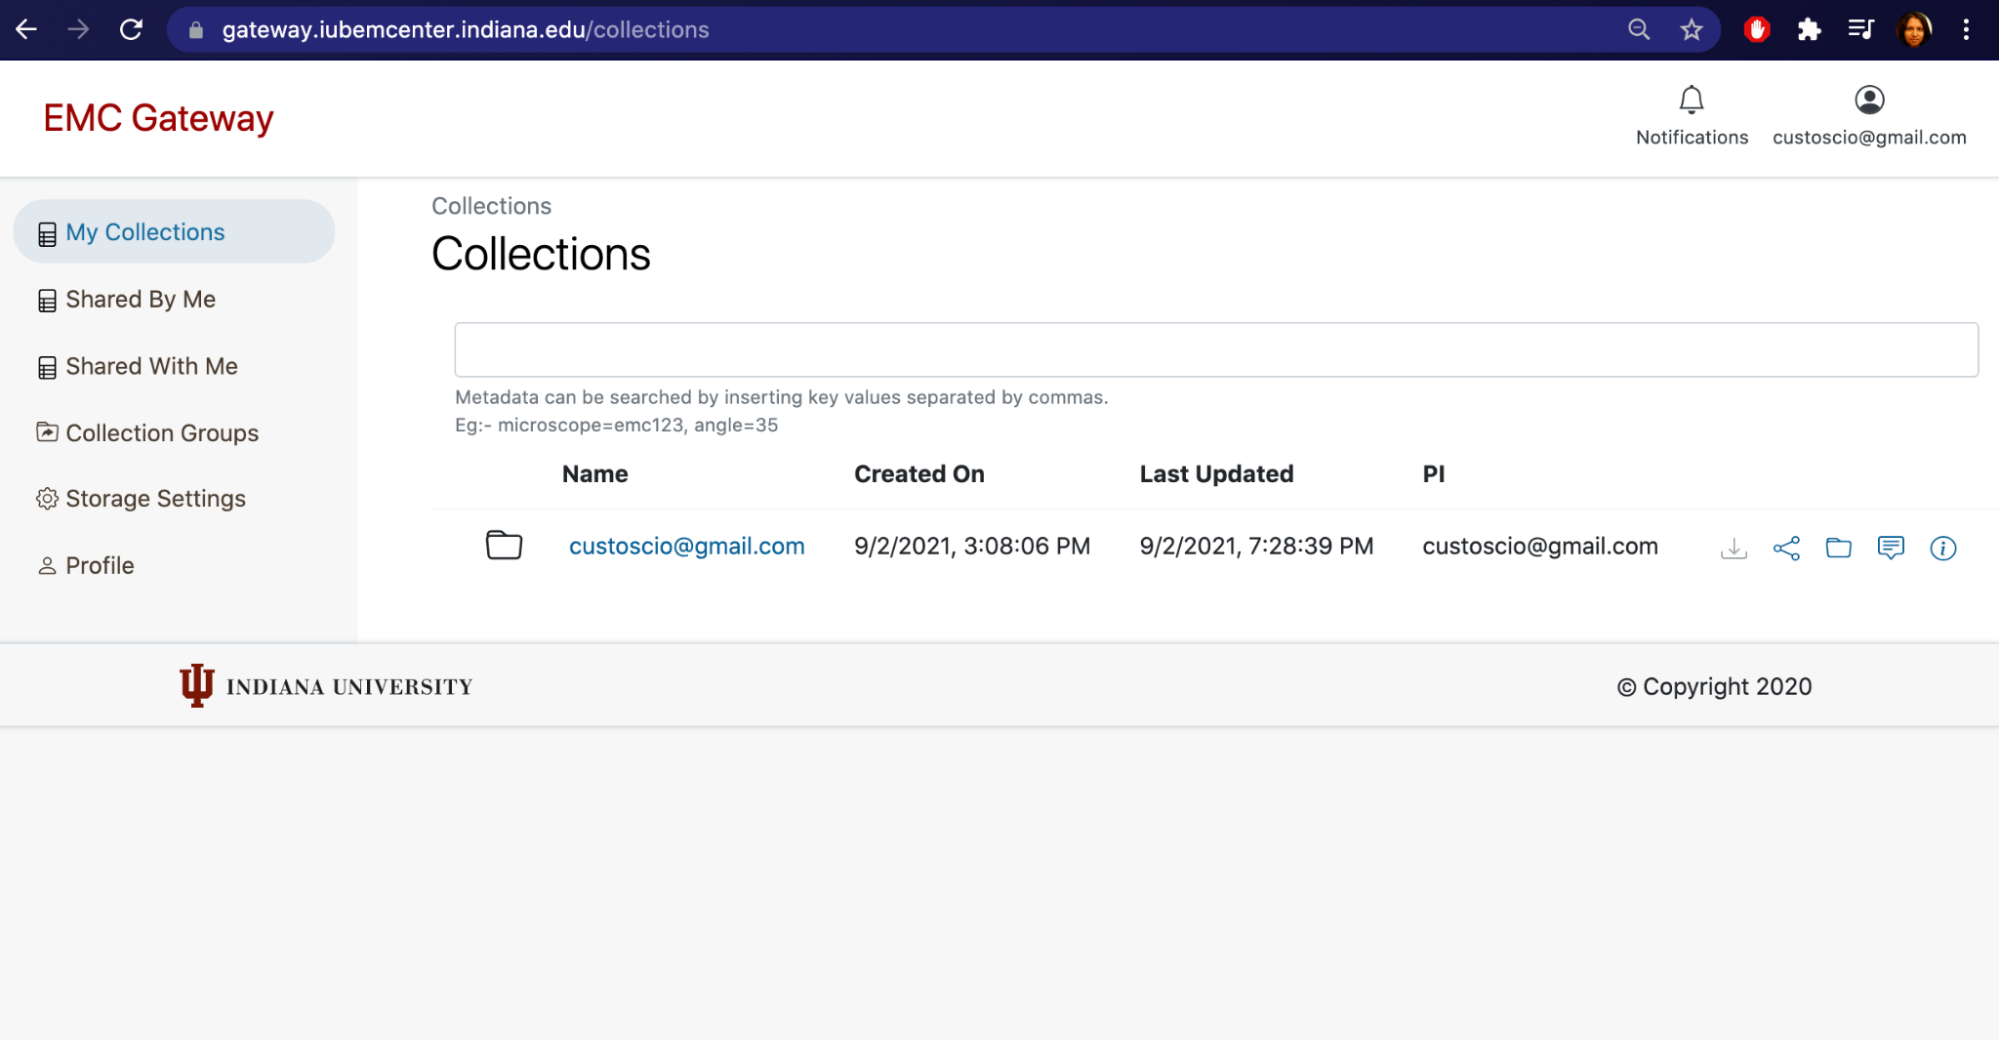 gateway.iubemcenter.indiana.edu/collections
EMC Gateway
Notifications
custoscio@gmail.com
My Collections
Shared By Me
Shared With Me
Collection Groups
Storage Settings
Profile
Collections
Collections
Metadada can be searched by inserting key values separated by commas.
Eg:- microscope=emc123, angle=35
Name Created On Last Updated PI
custoscio@gmail.com 9/2/2021, 3:08:06 PM 9/2/2021, 7:28:39 PM custoscio@gmail.com
INDIANA UNIVERSITY
© Copyright 2020